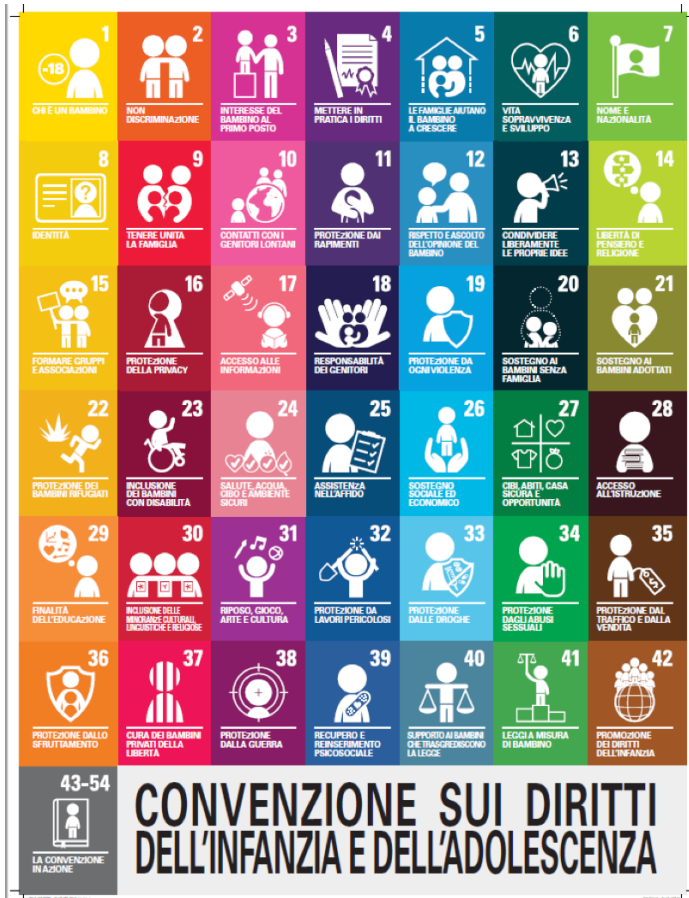 1
-18
CHI È UN BAMBINO
2
NON
DISCRIMINAZIONE
3
INTERESSE DEL
BAMBINO AL
PRIMO POSTO
4
METTERE IN
PRATICA I DIRITTI
5
LE FAMIGLIE AIUTANO
IL BAMBINO
A CRESCERE
6
VITA
SOPRAVVIVENZA
E SVILUPPO
7
NOME E
NAZIONALITÀ
8
?
IDENTITÀ
9
TENERE UNITA
LA FAMIGLIA
10
CONTATTI CON I
GENITORI LONTANI
11
PROTEZIONE DAI
RAPIMENTI
12
RISPETTO E ASCOLTO
DELL'OPINIONE DEL
BAMBINO
13
CONDIVIDERE
LIBERAMENTE
LE PROPRIE IDEE
14
LIBERTÀ DI
PENSIERO E
RELIGIONE
15
FORMARE GRUPPI
E ASSOCIAZIONI
16
PROTEZIONE
DELLA PRIVACY
17
ACCESSO ALLE
INFORMAZIONI
18
RESPONSABILITÀ
DEI GENITORI
19
PROTEZIONE DA
OGNI VIOLENZA
20
SOSTEGNO AI
BAMBINI SENZA
FAMIGLIA
21
SOSTEGNO AI
BAMBINI ADOTTATI
22
PROTEZIONE DEI
BAMBINI RIFUGIATI
23
INCLUSIONE
DEI BAMBINI
CON DISABILITÀ
24
SALUTE, ACQUA,
CIBO E AMBIENTE
SICURI
25
ASSISTENZA
NELL'AFFIDO
26
SOSTEGNO
SOCIALE ED
ECONOMICO
27
CIBI, ABITI, CASA
SICURA E
OPPORTUNITÀ
28
ACCESSO
ALL'ISTRUZIONE
29
FINALITÀ
DELL'EDUCAZIONE
30
INCLUSIONE DELLE
MINORANZE CULTURALI,
LINGUISTICHE E RELIGIOSE
31
RIPOSO, GIOCO,
ARTE E CULTURA
32
PROTEZIONE DA
LAVORI PERICOLOSI
33
PROTEZIONE
DALLE DROGHE
34
PROTEZIONE
DAGLI ABUSI
SESSUALI
35
$
PROTEZIONE DAL
TRAFFICO E DALLA
VENDITA
36
PROTEZIONE DALLO
SFRUTTAMENTO
37
CURA DEI BAMBINI
PRIVATI DELLA
LIBERTÀ
38
PROTEZIONE
DALLA GUERRA
39
RECUPERO E
REINSERIMENTO
PSICOSOCIALE
40
SUPPORTO AI BAMBINI
CHE TRASGREDISCONO
LA LEGGE
41
LEGGI A MISURA
DI BAMBINO
42
PROMOZIONE
DEI DIRITTI
DELL'INFANZIA
43-54
LA CONVENZIONE
IN AZIONE
CONVENZIONE SUI DIRITTI
DELL'INFANZIA E DELL'ADOLESCENZA